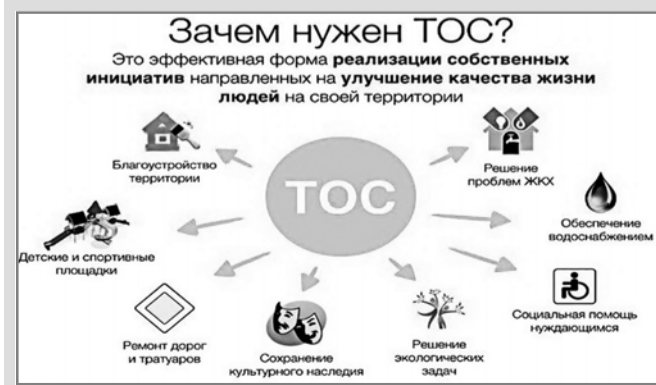 Зачем нужен ТОС?
Это эффективная форма реализации собственных
инициатив направленных на улучшение качества жизни
людей на своей территории
Благоустройство
территории
Решение
проблем ЖКХ
ТОС
Обеспечение
водоснабжением
Детские и спортивные
площадки
Социальная помощь
нуждающимся
Ремонт дорог
и тратуаров
Сохранение
культурного наследия
Решение
экологических
задач